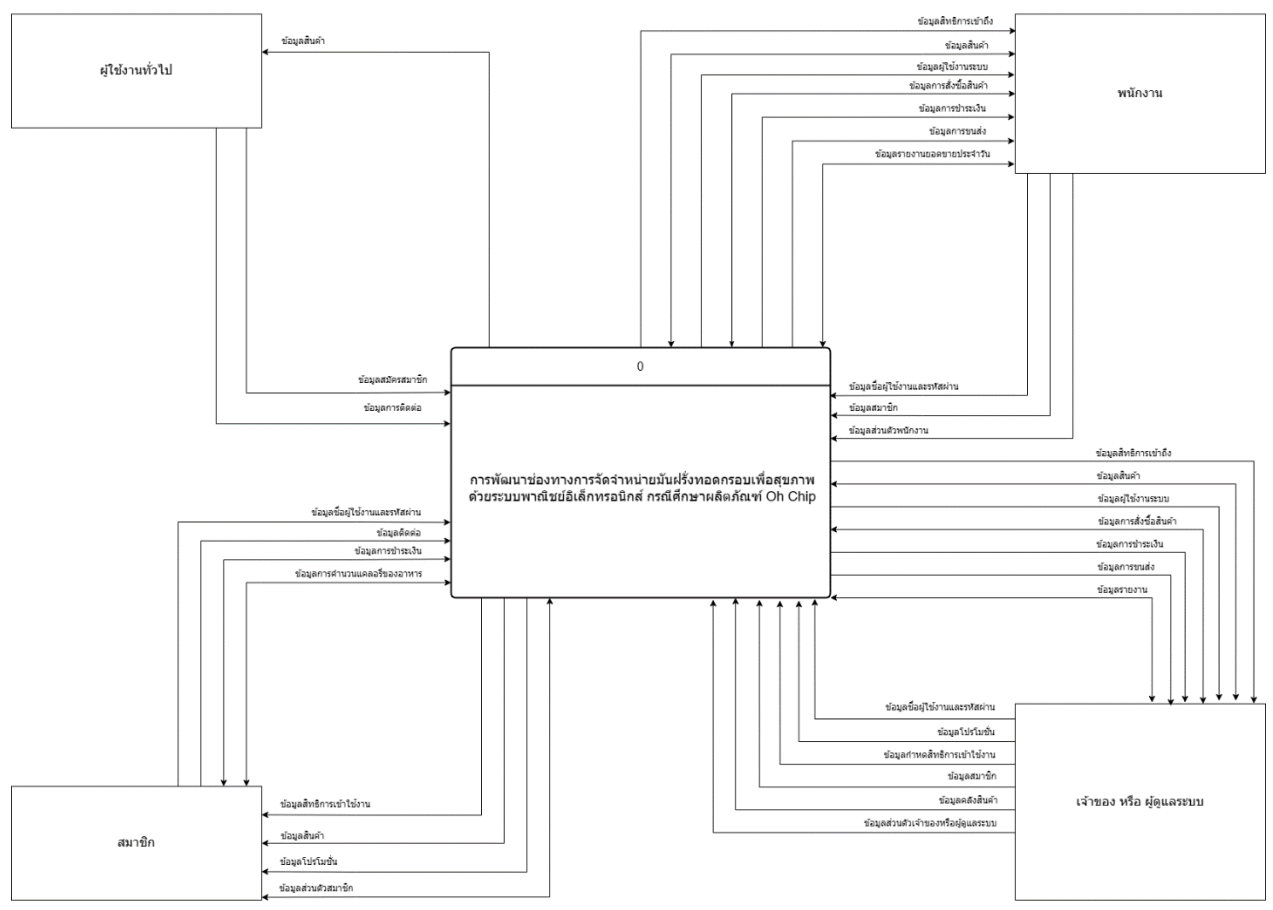 ผู้ใช้งานทั่วไป
ข้อมูลสินค้า
ข้อมูลสมัครสมาชิก
ข้อมูลการติดต่อ
พนักงาน
ข้อมูลสิทธิการเข้าถึง
ข้อมูลสินค้า
ข้อมูลผู้ใช้งานระบบ
ข้อมูลการสั่งซื้อสินค้า
ข้อมูลการชำระเงิน
ข้อมูลการขนส่ง
ข้อมูลรายงานยอดขายประจำวัน
ข้อมูลชื่อผู้ใช้งานและรหัสผ่าน
ข้อมูลสมาชิก
ข้อมูลส่วนตัวพนักงาน
0
การพัฒนาช่องทางการจัดจำหน่ายมันฝรั่งทอดกรอบเพื่อสุขภาพ
ด้วยระบบพาณิชย์อิเล็กทรอนิกส์ กรณีศึกษาผลิตภัณฑ์ Oh Chip
ข้อมูลสิทธิการเข้าถึง
ข้อมูลสินค้า
ข้อมูลผู้ใช้งานระบบ
ข้อมูลการสั่งซื้อสินค้า
ข้อมูลการชำระเงิน
ข้อมูลการขนส่ง
ข้อมูลรายงาน
ข้อมูลชื่อผู้ใช้งานและรหัสผ่าน
ข้อมูลติดต่อ
ข้อมูลการชำระเงิน
ข้อมูลการคำนวนแคลอรี่ของอาหาร
สมาชิก
ข้อมูลสิทธิการเข้าใช้งาน
ข้อมูลสินค้า
ข้อมูลโปรโมชั่น
ข้อมูลส่วนตัวสมาชิก
ข้อมูลชื่อผู้ใช้งานและรหัสผ่าน
ข้อมูลโปรโมชั่น
ข้อมูลกำหดสิทธิการเข้าใช้งาน
ข้อมูลสมาชิก
ข้อมูลคลังสินค้า
ข้อมูลส่วนตัวเจ้าของหรือผู้ดูแลระบบ
เจ้าของ หรือ ผู้ดูแลระบบ